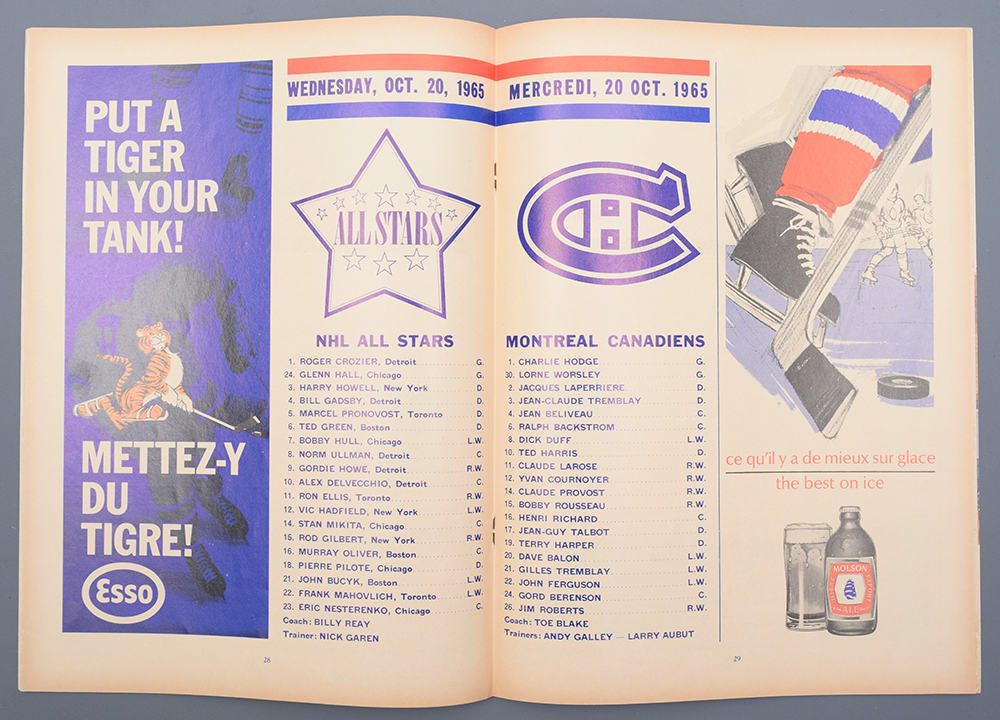 PUT A
TIGER
IN YOUR
TANK!
METTEZ-Y
DU
TIGRE!
Esso
WEDNESDAY, OCT. 20, 1965
ALL STARS
NHL ALL STARS
1. ROGER CROZIER, Detroit G.
24. GLENN HALL, Chicago G.
3. HARRY HOWELL, New York D.
4. BILL GADSBY, Detroit D.
5. MARCEL PRONOVOST, Toronto D.
6. TED GREEN, Boston D.
7. BOBBY HULL, Chicago L.W.
8. NORM ULLMAN, Detroit C.
9. GORDIE HOWE, Detroit R.W.
10. ALEX DELVECCHIO, Detroit C.
11. RON ELLIS, Toronto R.W.
12. VIC HADFIELD, New York L.W.
14. STAN MIKITA, Chicago C.
15. ROD GILBERT, New York R.W.
16. MURRAY OLIVER, Boston C.
18. PIERRE PILOTE, Chicago D.
21. JOHN BUCYK, Boston L.W.
22. FRANK MAHOVLICH, Toronto L.W.
23. ERIC NESTERENKO, Chicago C.
Coach: BILLY REAY
Trainer: NICK GAREN
28
MERCREDI, 20 OCT. 1965
CH
MONTREAL CANADIENS
1. CHARLIE HODGE G.
30. LORNE WORSLEY G.
2. JACQUES LAPERRIERE D.
3. JEAN-CLAUDE TREMBLAY D.
4. JEAN BELIVEAU C.
6. RALPH BACKSTROM C.
8. DICK DUFF L.W.
10. TED HARRIS D.
11. CLAUDE LAROSE R.W.
12. YVAN COURNOYER R.W.
14. CLAUDE PROVOST R.W.
15. BOBBY ROUSSEAU R.W.
16. HENRI RICHARD C.
17. JEAN-GUY TALBOT D.
19. TERRY HARPER D.
20. DAVE BALON L.W.
21. GILLES TREMBLAY L.W.
22. JOHN FERGUSON L.W.
24. GORD BERENSON C.
26. JIM ROBERTS R.W.
Coach: TOE BLAKE
Trainers: ANDY GALLEY — LARRY AUBUT
29
ce qu'il y a de mieux sur glace
the best on ice
MOLSON
EXPORT
ALE